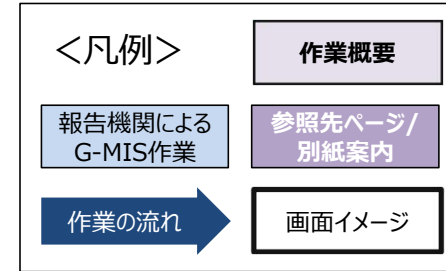 ＜凡例＞
作業概要
報告機関による
G-MIS作業
参照先ページ/
別紙案内
作業の流れ
画面イメージ